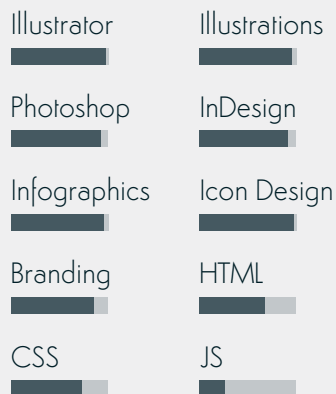 Illustrator
Illustrations
Photoshop
InDesign
Infographics
Icon Design
Branding
HTML
CSS
JS